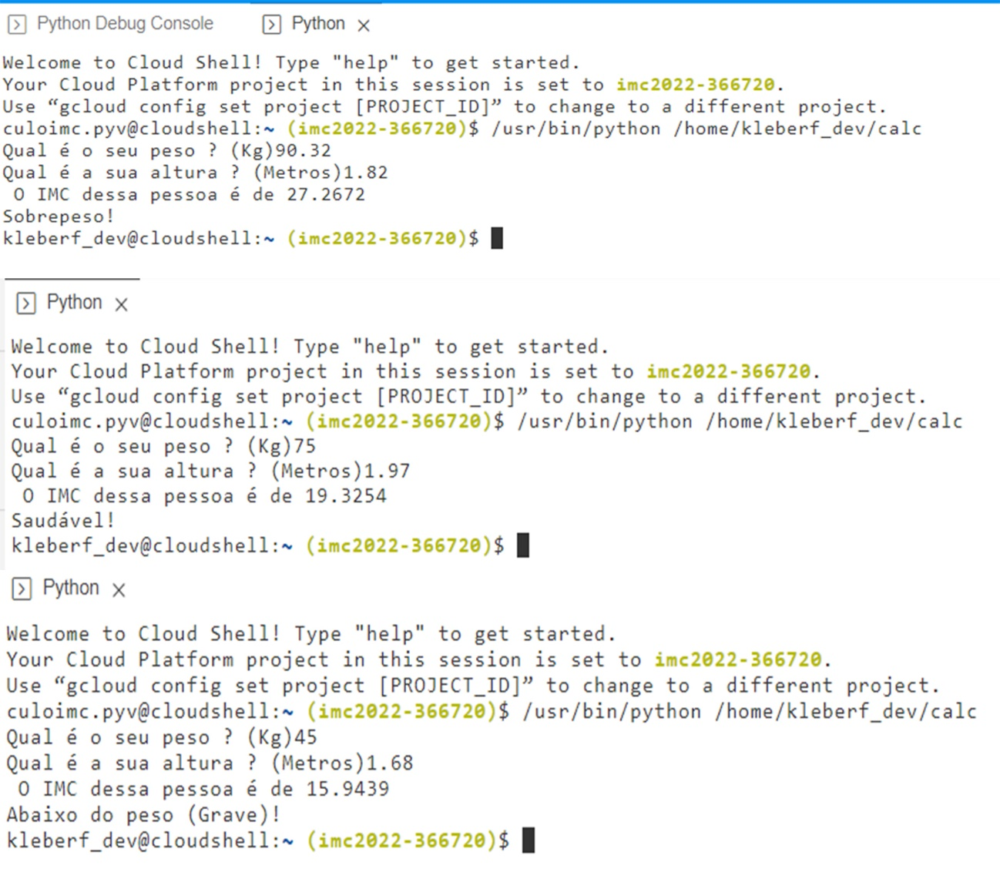 Python Debug Console Python
Welcome to Cloud Shell! Type "help" to get started.
Your Cloud Platform project in this session is set to imc2022-366720.
Use “gcloud config set project [PROJECT_ID]” to change to a different project.
culoimc.pyv@cloudshell:~ (imc2022-366720)$ /usr/bin/python /home/kleberf_dev/calc
Qual é o seu peso ? (Kg)90.32
Qual é a sua altura ? (Metros)1.82
O IMC dessa pessoa é de 27.2672
Sobrepeso!
kleberf_dev@cloudshell:~ (imc2022-366720)$
Python
Welcome to Cloud Shell! Type "help" to get started.
Your Cloud Platform project in this session is set to imc2022-366720.
Use “gcloud config set project [PROJECT_ID]” to change to a different project.
culoimc.pyv@cloudshell:~ (imc2022-366720)$ /usr/bin/python /home/kleberf_dev/calc
Qual é o seu peso ? (Kg)75
Qual é a sua altura ? (Metros)1.97
O IMC dessa pessoa é de 19.3254
Saudável!
kleberf_dev@cloudshell:~ (imc2022-366720)$
Python
Welcome to Cloud Shell! Type "help" to get started.
Your Cloud Platform project in this session is set to imc2022-366720.
Use “gcloud config set project [PROJECT_ID]” to change to a different project.
culoimc.pyv@cloudshell:~ (imc2022-366720)$ /usr/bin/python /home/kleberf_dev/calc
Qual é o seu peso ? (Kg)45
Qual é a sua altura ? (Metros)1.68
O IMC dessa pessoa é de 15.9439
Abaixo do peso (Grave)!
kleberf_dev@cloudshell:~ (imc2022-366720)$